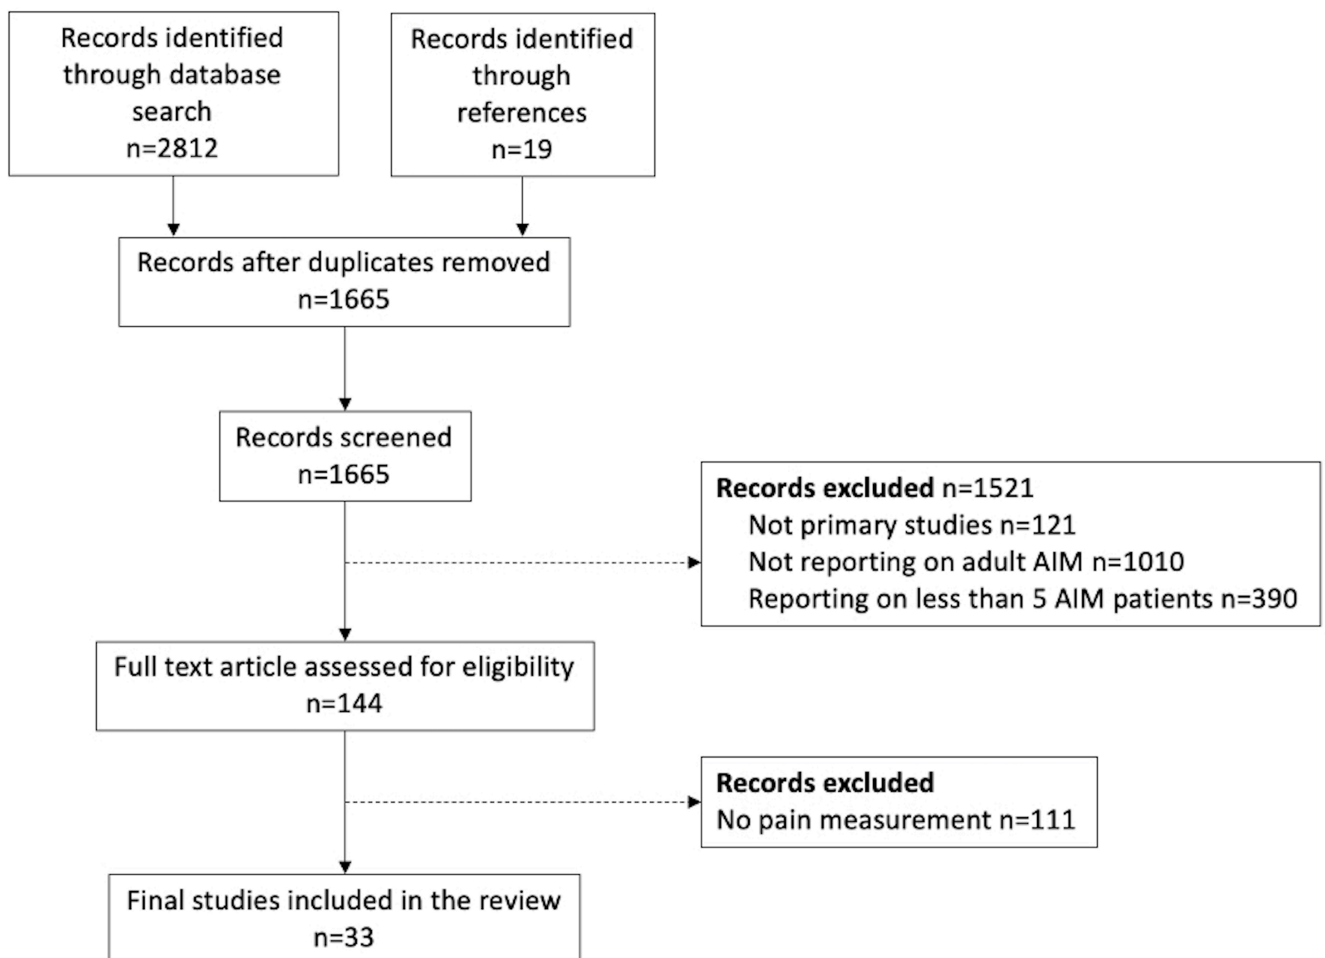 Records identified
through database
search
n=2812
Records identified
through
references
n=19
Records after duplicates removed
n=1665
Records screened
n=1665
Records excluded n=1521
Not primary studies n=121
Not reporting on adult AIM n=1010
Reporting on less than 5 AIM patients n=390
Full text article assessed for eligibility
n=144
Records excluded
No pain measurement n=111
Final studies included in the review
n=33